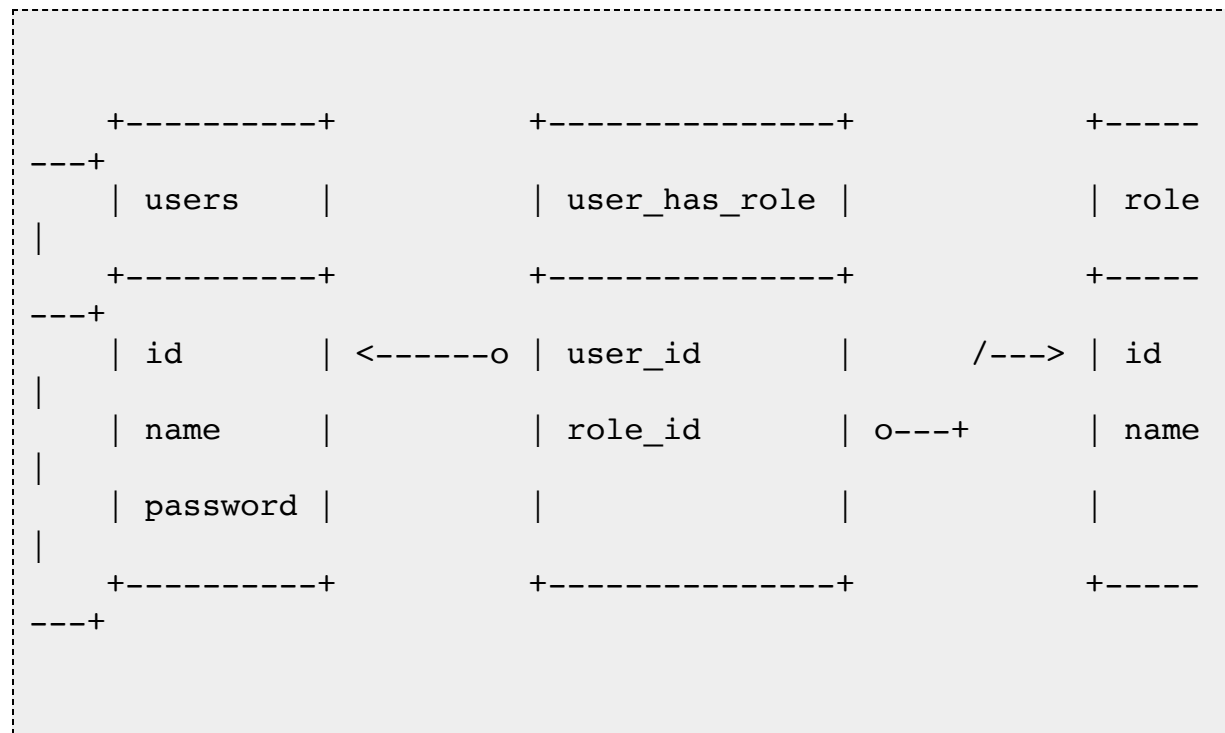 +----------+          +---------------+          +-----
---+
| users    |          | user_has_role |          | role
|
+----------+          +---------------+          +-----
---+
| id       | <------o | user_id       |     /---> | id
|
| name     |          | role_id       | o---+     | name
|
| password |          |               |          |
|
+----------+          +---------------+          +-----
---+